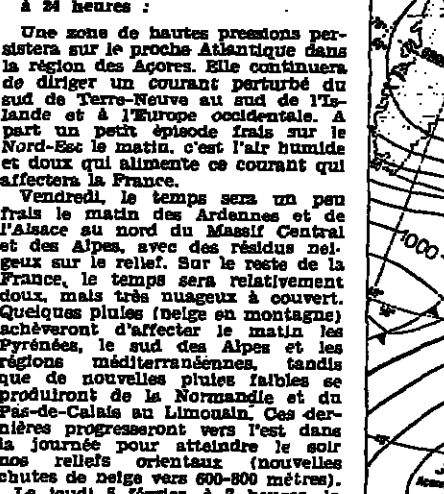 à 24 heures :
Une zone de hautes pressions per-
sistera sur le proche Atlantique dans
la région des Açores. Elle continuera
de diriger un courant perturbé du
sud de Terre-Neuve au sud de l'Is-
lande et à l'Europe occidentale. A
part un petit épisode frais sur le
Nord-Est le matin, c'est l'air humide
et doux qui alimente ce courant qui
affectera la France.
Vendredi, le temps sera un peu
frais le matin des Ardennes et de
l'Alsace au nord du Massif Central
et des Alpes, avec des résidus nei-
geux sur le relief. Sur le reste de la
France, le temps sera relativement
doux, mais très nuageux à couvert.
Quelques pluies (neige en montagne)
achèveront d'affecter le matin les
Pyrénées, le sud des Alpes et les
régions méditerranéennes, tandis
que de nouvelles pluies faibles se
produiront de la Normandie et du
Pas-de-Calais au Limousin. Ces der-
nières progresseront vers l'est dans
la journée pour atteindre le soir
nos reliefs orientaux (nouvelles
chutes de neige vers 600-800 mètres).
Le jeudi 5 février, à 7 heures, la
1000